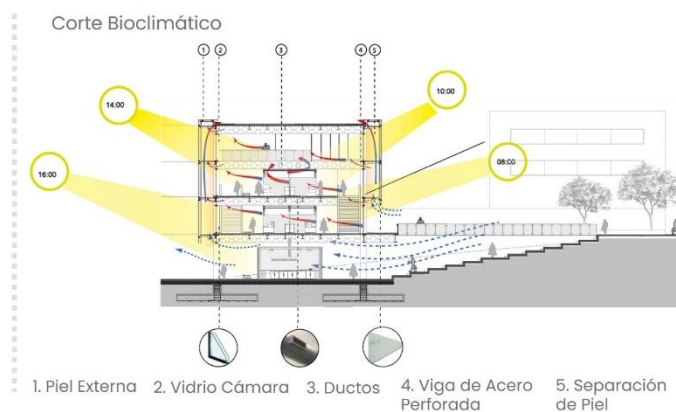 Corte Bioclimático
1 2 3 4 5
14:00
10:00
16:00
08:00
1. Piel Externa
2. Vidrio Cámara
3. Ductos
4. Viga de Acero
Perforada
5. Separación
de Piel